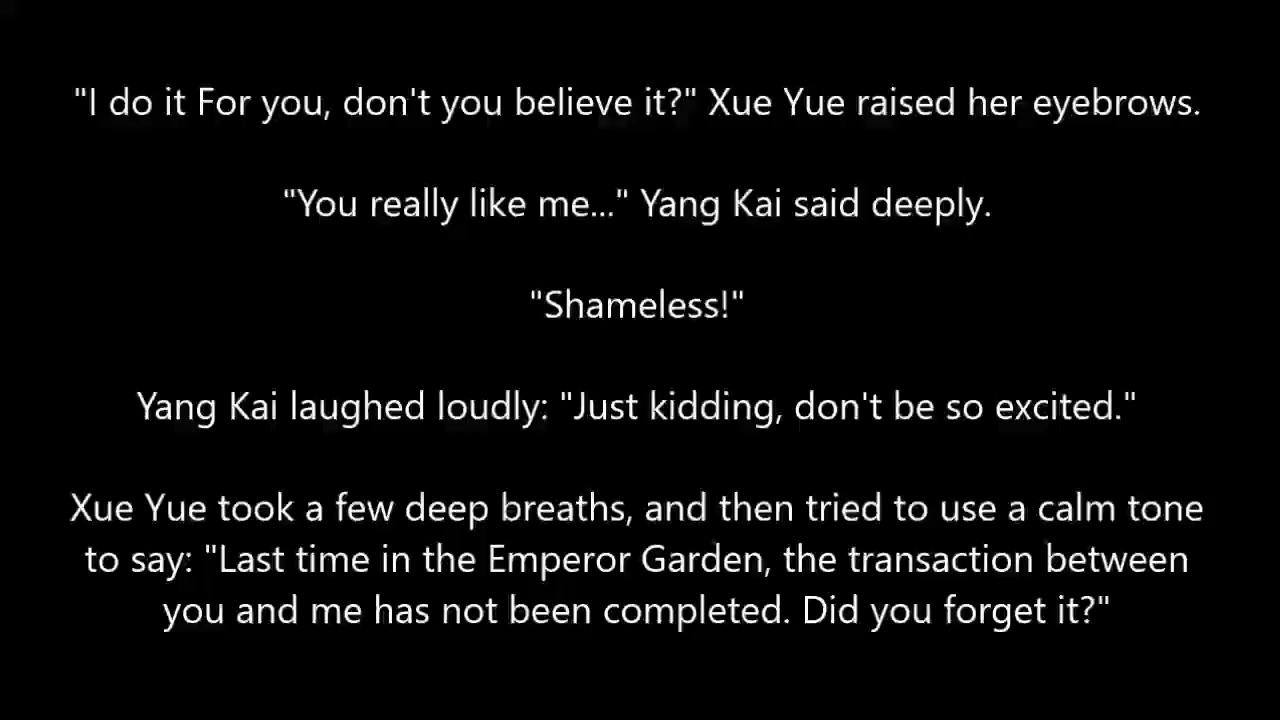 "I do it For you, don't you believe it?" Xue Yue raised her eyebrows.
"You really like me..." Yang Kai said deeply.
"Shameless!"
Yang Kai laughed loudly: "Just kidding, don't be so excited."
Xue Yue took a few deep breaths, and then tried to use a calm tone
to say: "Last time in the Emperor Garden, the transaction between
you and me has not been completed. Did you forget it?"